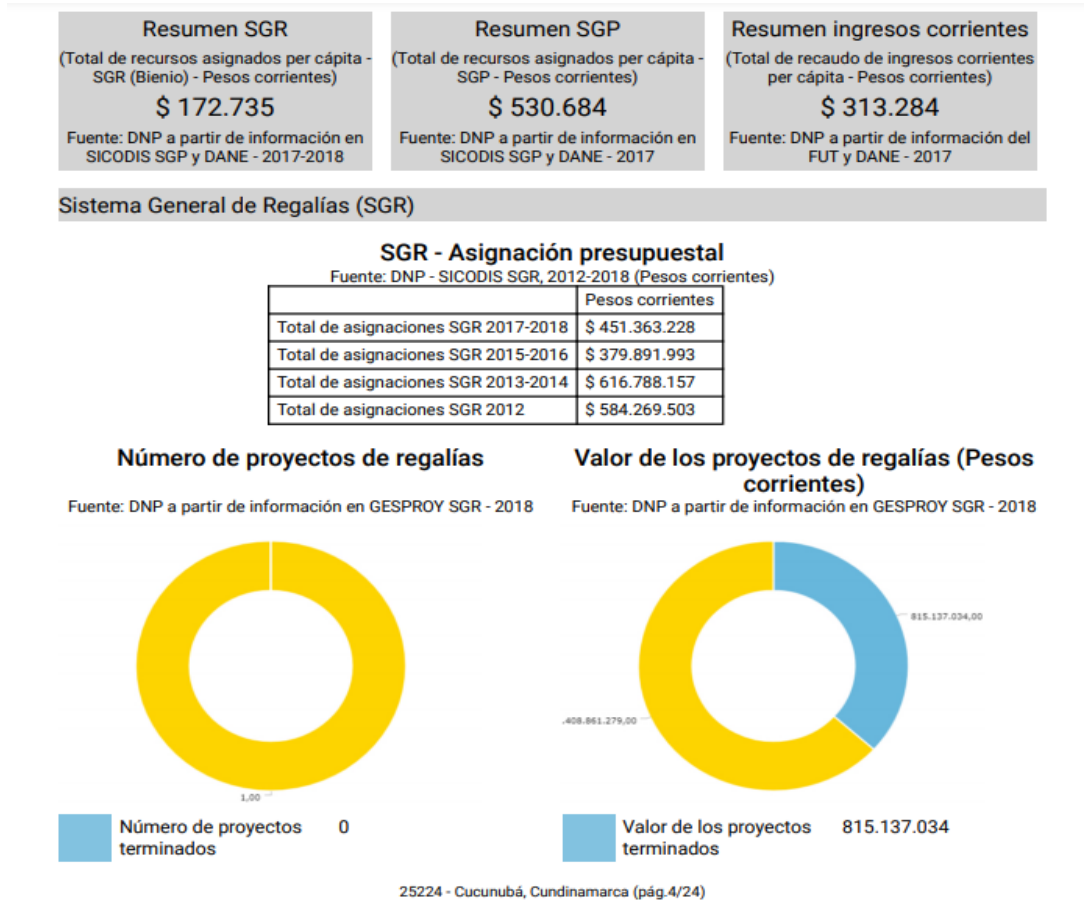 Resumen SGR
(Total de recursos asignados per cápita -
SGR (Bienio) - Pesos corrientes)
$ 172.735
Fuente: DNP a partir de información en
SICODIS SGP y DANE - 2017-2018
Resumen SGP
(Total de recursos asignados per cápita -
SGP - Pesos corrientes)
$ 530.684
Fuente: DNP a partir de información en
SICODIS SGP y DANE - 2017
Resumen ingresos corrientes
(Total de recaudo de ingresos corrientes
per cápita - Pesos corrientes)
$ 313.284
Fuente: DNP a partir de información del
FUT y DANE - 2017
Sistema General de Regalías (SGR)
SGR - Asignación presupuestal
Fuente: DNP - SICODIS SGR, 2012-2018 (Pesos corrientes)
Pesos corrientes
Total de asignaciones SGR 2017-2018 $ 451.363.228
Total de asignaciones SGR 2015-2016 $ 379.891.993
Total de asignaciones SGR 2013-2014 $ 616.788.157
Total de asignaciones SGR 2012 $ 584.269.503
Número de proyectos de regalías
Fuente: DNP a partir de información en GESPROY SGR - 2018
1,00
Número de proyectos 0
terminados
Valor de los proyectos de regalías (Pesos
corrientes)
Fuente: DNP a partir de información en GESPROY SGR - 2018
815.137.034,00
.408.861.279,00
Valor de los proyectos 815.137.034
terminados
25224 - Cucunubá, Cundinamarca (pág.4/24)